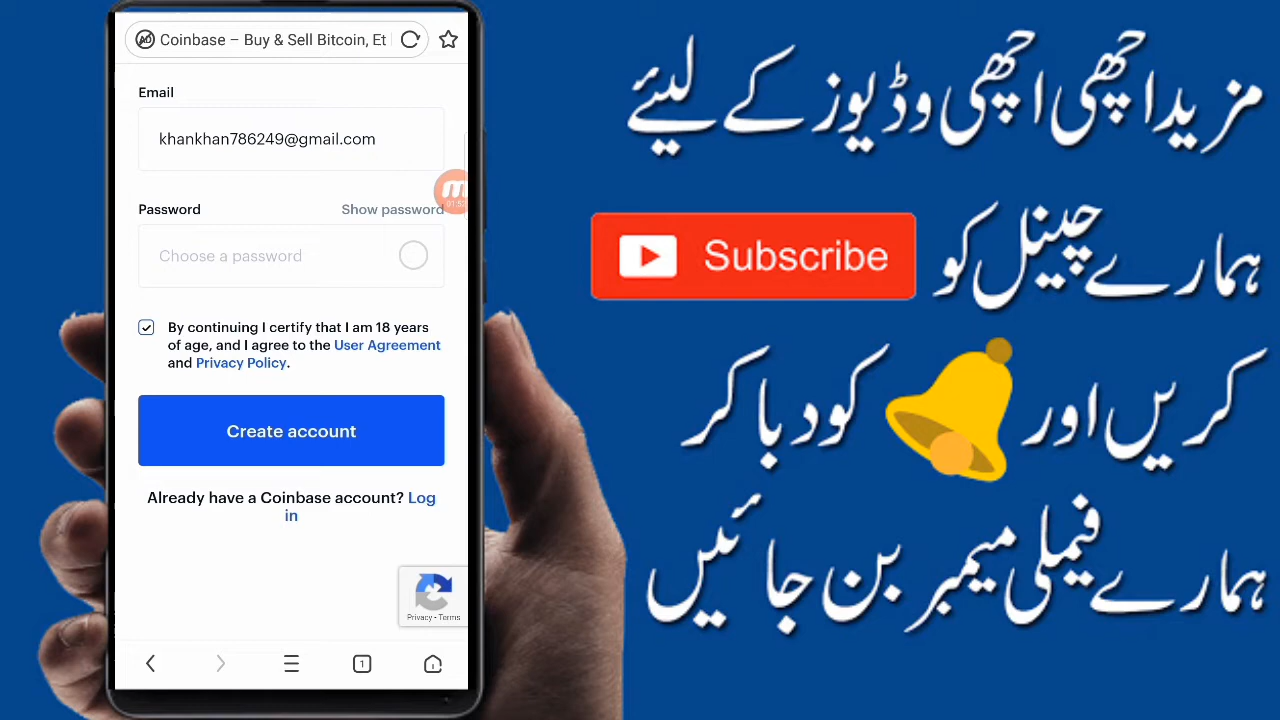 Coinbase – Buy & Sell Bitcoin, Et
Email
khankhan786249@gmail.com
Password
Show password
Choose a password
By continuing I certify that I am 18 years
of age, and I agree to the User Agreement
and Privacy Policy.
Create account
Already have a Coinbase account? Log
in
Privacy - Terms
1
مزید اچھی اچھی وڈیوز کے لیئے
ہمارے چینل کو Subscribe
کریں اور کو دبا کر
ہمارے فیملی میمبر بن جائیں